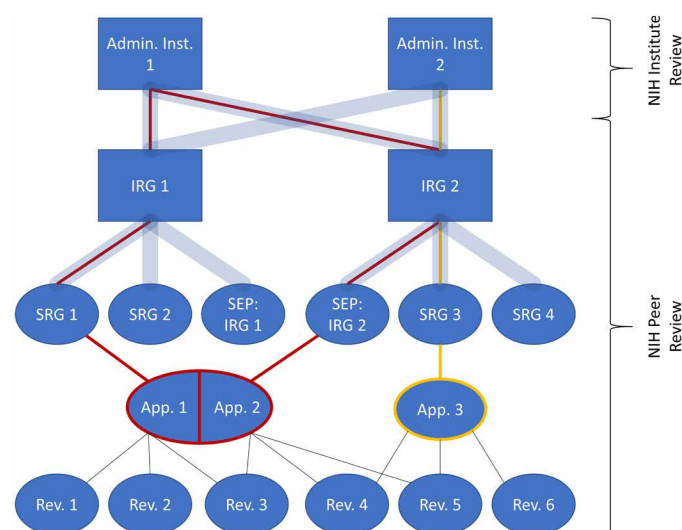 Admin. Inst.
1
Admin. Inst.
2
NIH Institute
Review
IRG 1
IRG 2
SRG 1
SRG 2
SEP:
IRG 1
SEP:
IRG 2
SRG 3
SRG 4
NIH Peer
Review
App. 1
App. 2
App. 3
Rev. 1
Rev. 2
Rev. 3
Rev. 4
Rev. 5
Rev. 6